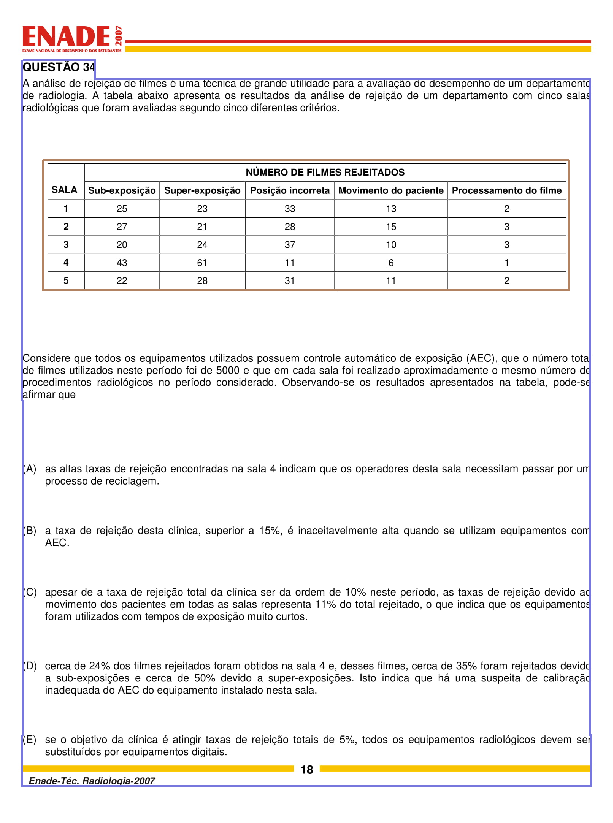 ENADE 2007
EXAME NACIONAL DE DESEMPENHO DOS ESTUDANTES
QUESTÃO 34
A análise de rejeição de filmes é uma técnica de grande utilidade para a avaliação do desempenho de um departamento
de radiologia. A tabela abaixo apresenta os resultados da análise de rejeição de um departamento com cinco salas
radiológicas que foram avaliadas segundo cinco diferentes critérios.
NÚMERO DE FILMES REJEITADOS
SALA Sub-exposição Super-exposição Posição incorreta Movimento do paciente Processamento do filme
1 25 23 33 13 2
2 27 21 28 15 3
3 20 24 37 10 3
4 43 61 11 6 1
5 22 28 31 11 2
Considere que todos os equipamentos utilizados possuem controle automático de exposição (AEC), que o número total
de filmes utilizados neste período foi de 5000 e que em cada sala foi realizado aproximadamente o mesmo número de
procedimentos radiológicos no período considerado. Observando-se os resultados apresentados na tabela, pode-se
afirmar que
(A) as altas taxas de rejeição encontradas na sala 4 indicam que os operadores desta sala necessitam passar por um
processo de reciclagem.
(B) a taxa de rejeição desta clínica, superior a 15%, é inaceitavelmente alta quando se utilizam equipamentos com
AEC.
(C) apesar de a taxa de rejeição total da clínica ser da ordem de 10% neste período, as taxas de rejeição devido ao
movimento dos pacientes em todas as salas representa 11% do total rejeitado, o que indica que os equipamentos
foram utilizados com tempos de exposição muito curtos.
(D) cerca de 24% dos filmes rejeitados foram obtidos na sala 4 e, desses filmes, cerca de 35% foram rejeitados devido
a sub-exposições e cerca de 50% devido a super-exposições. Isto indica que há uma suspeita de calibração
inadequada do AEC do equipamento instalado nesta sala.
(E) se o objetivo da clínica é atingir taxas de rejeição totais de 5%, todos os equipamentos radiológicos devem ser
substituídos por equipamentos digitais.
18
Enade-Téc. Radiologia-2007